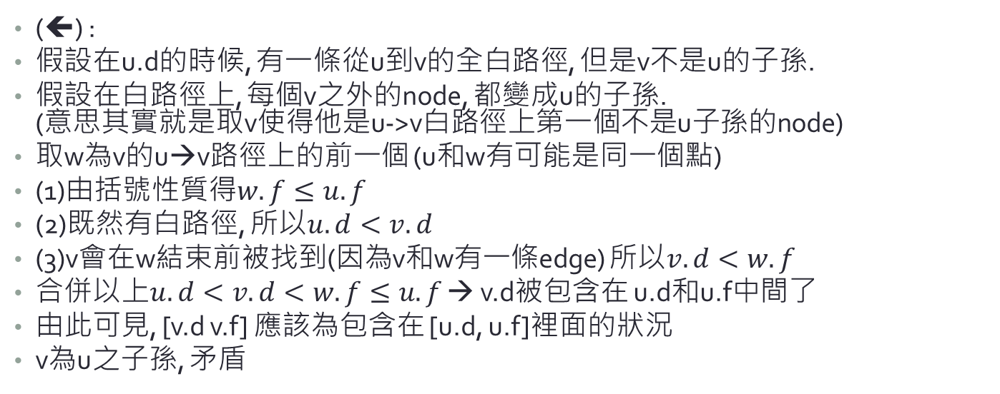 • (🡸) :
• 假設在u.d的時候, 有一條從u到v的全白路徑, 但是v不是u的子孫.
• 假設在白路徑上, 每個v之外的node, 都變成u的子孫.
(意思其實就是取v使得他是u->v白路徑上第一個不是u子孫的node)
• 取w為v的u→v路徑上的前一個 (u和w有可能是同一個點)
• (1)由括號性質得w.f ≤ u.f
• (2)既然有白路徑, 所以u.d < v.d
• (3)v會在w結束前被找到(因為v和w有一條edge) 所以v.d < w.f
• 合併以上u.d < v.d < w.f ≤ u.f → v.d被包含在 u.d和u.f中間了
• 由此可見, [v.d v.f] 應該為包含在 [u.d, u.f]裡面的狀況
• v為u之子孫, 矛盾